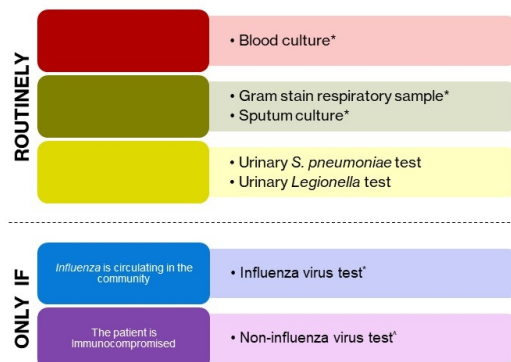 ROUTINELY
• Blood culture*
• Gram stain respiratory sample*
• Sputum culture*
• Urinary S. pneumoniae test
• Urinary Legionella test
ONLY IF
Influenza is circulating in the
community
• Influenza virus test^
The patient is
Immunocompromised
• Non-influenza virus test^